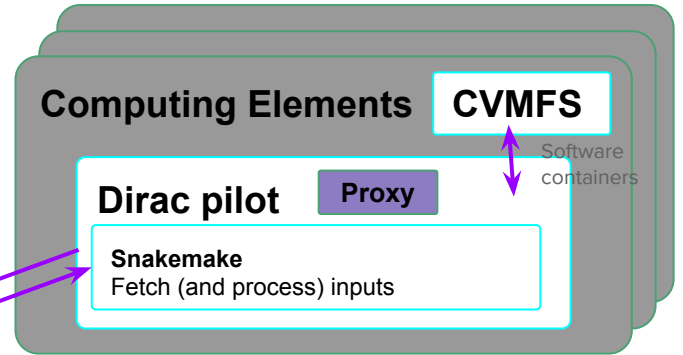 Computing Elements
CVMFS
Software
containers
Dirac pilot
Proxy
Snakemake
Fetch (and process) inputs